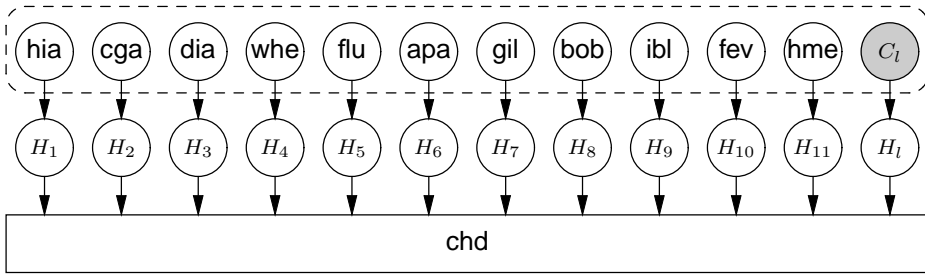 hia cga dia whe flu apa gil bob ibl fev hme C_l
H_1 H_2 H_3 H_4 H_5 H_6 H_7 H_8 H_9 H_10 H_11 H_l
chd